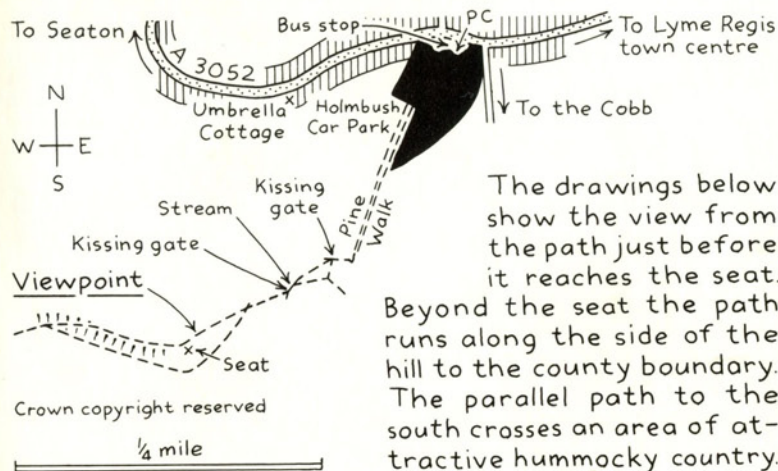 To Seaton
A 3052
Bus stop
PC
To Lyme Regis
town centre
Umbrella
Cottage
Holmbush
Car Park
To the Cobb
N
W E
S
Pine
Walk
Kissing
gate
Stream
Kissing gate
Viewpoint
Seat
Crown copyright reserved
1/4 mile
The drawings below
show the view from
the path just before
it reaches the seat.
Beyond the seat the path
runs along the side of the
hill to the county boundary.
The parallel path to the
south crosses an area of at-
tractive hummocky country.